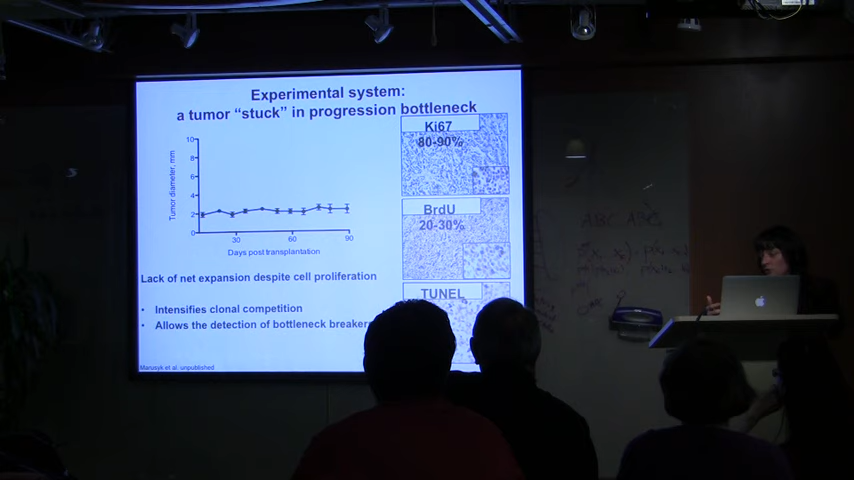 Experimental system:
a tumor “stuck” in progression bottleneck
Ki67
80-90%
BrdU
20-30%
TUNEL
Tumor diameter, mm
10
8
6
4
2
0
30
60
90
Days post transplantation
Lack of net expansion despite cell proliferation
• Intensifies clonal competition
• Allows the detection of bottleneck breakers
Marusyk et al. unpublished
ABC